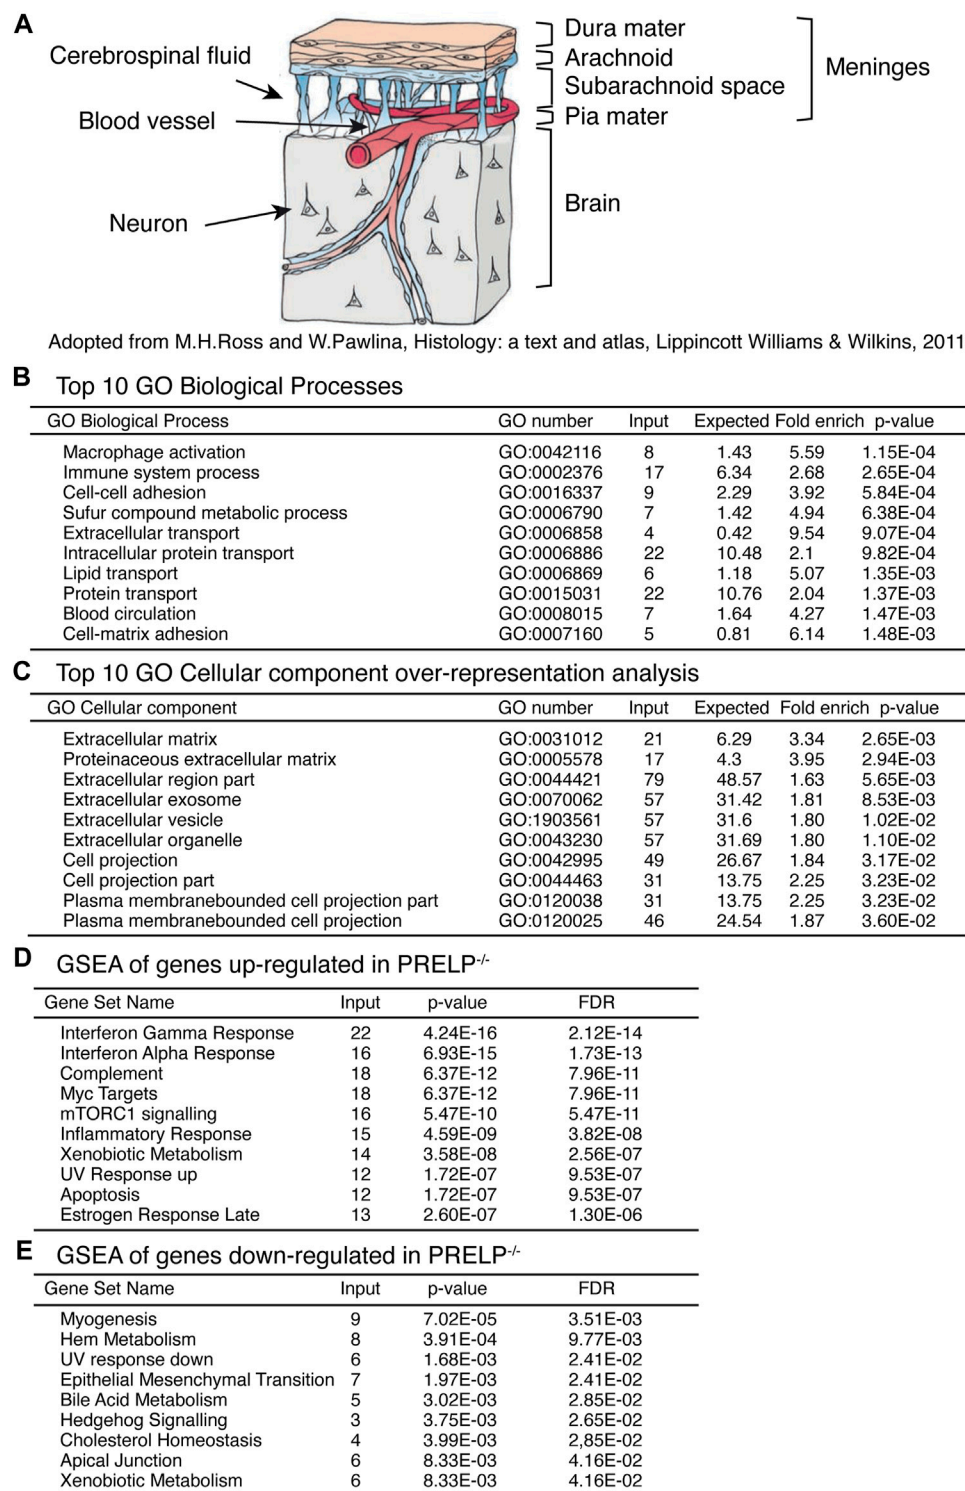 A
Cerebrospinal fluid
Blood vessel
Neuron
Dura mater
Arachnoid
Subarachnoid space
Pia mater
Meninges
Brain
Adopted from M.H.Ross and W.Pawlina, Histology: a text and atlas, Lippincott Williams & Wilkins, 2011
B Top 10 GO Biological Processes
GO Biological Process GO number Input Expected Fold enrich p-value
Macrophage activation GO:0042116 8 1.43 5.59 1.15E-04
Immune system process GO:0002376 17 6.34 2.68 2.65E-04
Cell-cell adhesion GO:0016337 9 2.29 3.92 5.84E-04
Sufur compound metabolic process GO:0006790 7 1.42 4.94 6.38E-04
Extracellular transport GO:0006858 4 0.42 9.54 9.07E-04
Intracellular protein transport GO:0006886 22 10.48 2.1 9.82E-04
Lipid transport GO:0006869 6 1.18 5.07 1.35E-03
Protein transport GO:0015031 22 10.76 2.04 1.37E-03
Blood circulation GO:0008015 7 1.64 4.27 1.47E-03
Cell-matrix adhesion GO:0007160 5 0.81 6.14 1.48E-03
C Top 10 GO Cellular component over-representation analysis
GO Cellular component GO number Input Expected Fold enrich p-value
Extracellular matrix GO:0031012 21 6.29 3.34 2.65E-03
Proteinaceous extracellular matrix GO:0005578 17 4.3 3.95 2.94E-03
Extracellular region part GO:0044421 79 48.57 1.63 5.65E-03
Extracellular exosome GO:0070062 57 31.42 1.81 8.53E-03
Extracellular vesicle GO:1903561 57 31.6 1.80 1.02E-02
Extracellular organelle GO:0043230 57 31.69 1.80 1.10E-02
Cell projection GO:0042995 49 26.67 1.84 3.17E-02
Cell projection part GO:0044463 31 13.75 2.25 3.23E-02
Plasma membranebounded cell projection part GO:0120038 31 13.75 2.25 3.23E-02
Plasma membranebounded cell projection GO:0120025 46 24.54 1.87 3.60E-02
D GSEA of genes up-regulated in PRELP-/-
Gene Set Name Input p-value FDR
Interferon Gamma Response 22 4.24E-16 2.12E-14
Interferon Alpha Response 16 6.93E-15 1.73E-13
Complement 18 6.37E-12 7.96E-11
Myc Targets 18 6.37E-12 7.96E-11
mTORC1 signalling 16 5.47E-10 5.47E-11
Inflammatory Response 15 4.59E-09 3.82E-08
Xenobiotic Metabolism 14 3.58E-08 2.56E-07
UV Response up 12 1.72E-07 9.53E-07
Apoptosis 12 1.72E-07 9.53E-07
Estrogen Response Late 13 2.60E-07 1.30E-06
E GSEA of genes down-regulated in PRELP-/-
Gene Set Name Input p-value FDR
Myogenesis 9 7.02E-05 3.51E-03
Hem Metabolism 8 3.91E-04 9.77E-03
UV response down 6 1.68E-03 2.41E-02
Epithelial Mesenchymal Transition 7 1.97E-03 2.41E-02
Bile Acid Metabolism 5 3.02E-03 2.85E-02
Hedgehog Signalling 3 3.75E-03 2.65E-02
Cholesterol Homeostasis 4 3.99E-03 2,85E-02
Apical Junction 6 8.33E-03 4.16E-02
Xenobiotic Metabolism 6 8.33E-03 4.16E-02